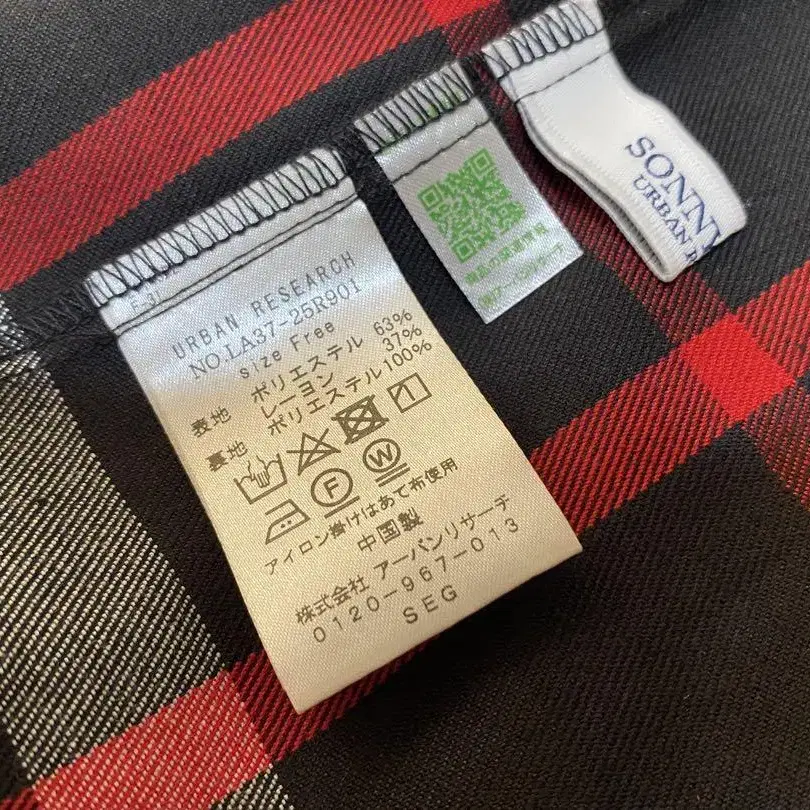 URBAN RESEARCH
NO.LA37-25R901
size Free
表地 ポリエステル 63%
レーヨン 37%
裏地 ポリエステル100%
F
W
アイロン掛けはあて布使用
中国製
株式会社 アーバンリサーチ
0120-967-013
SEG
SONNY
URBAN R